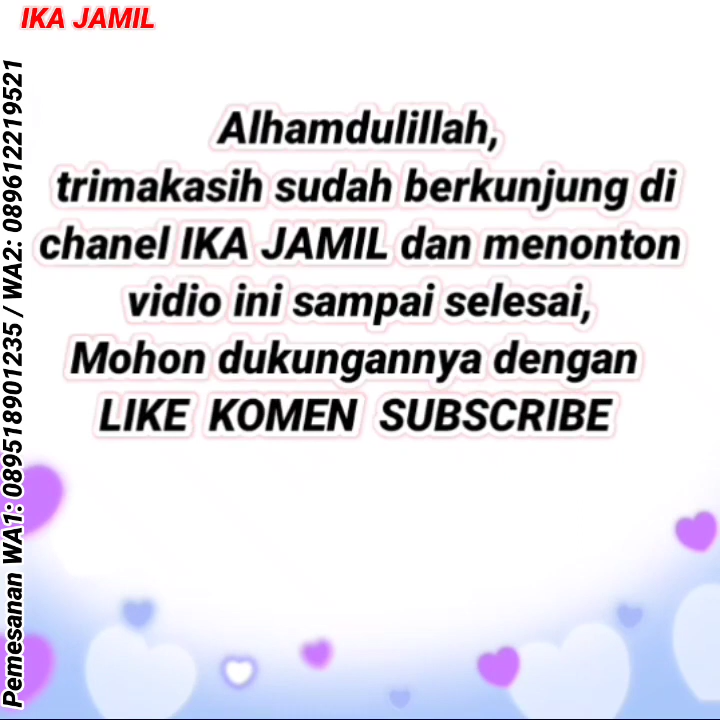 IKA JAMIL
Alhamdulillah,
trimakasih sudah berkunjung di
chanel IKA JAMIL dan menonton
vidio ini sampai selesai,
Mohon dukungannya dengan
LIKE KOMEN SUBSCRIBE
Pemesanan WA1: 089518901235 / WA2: 089612219521